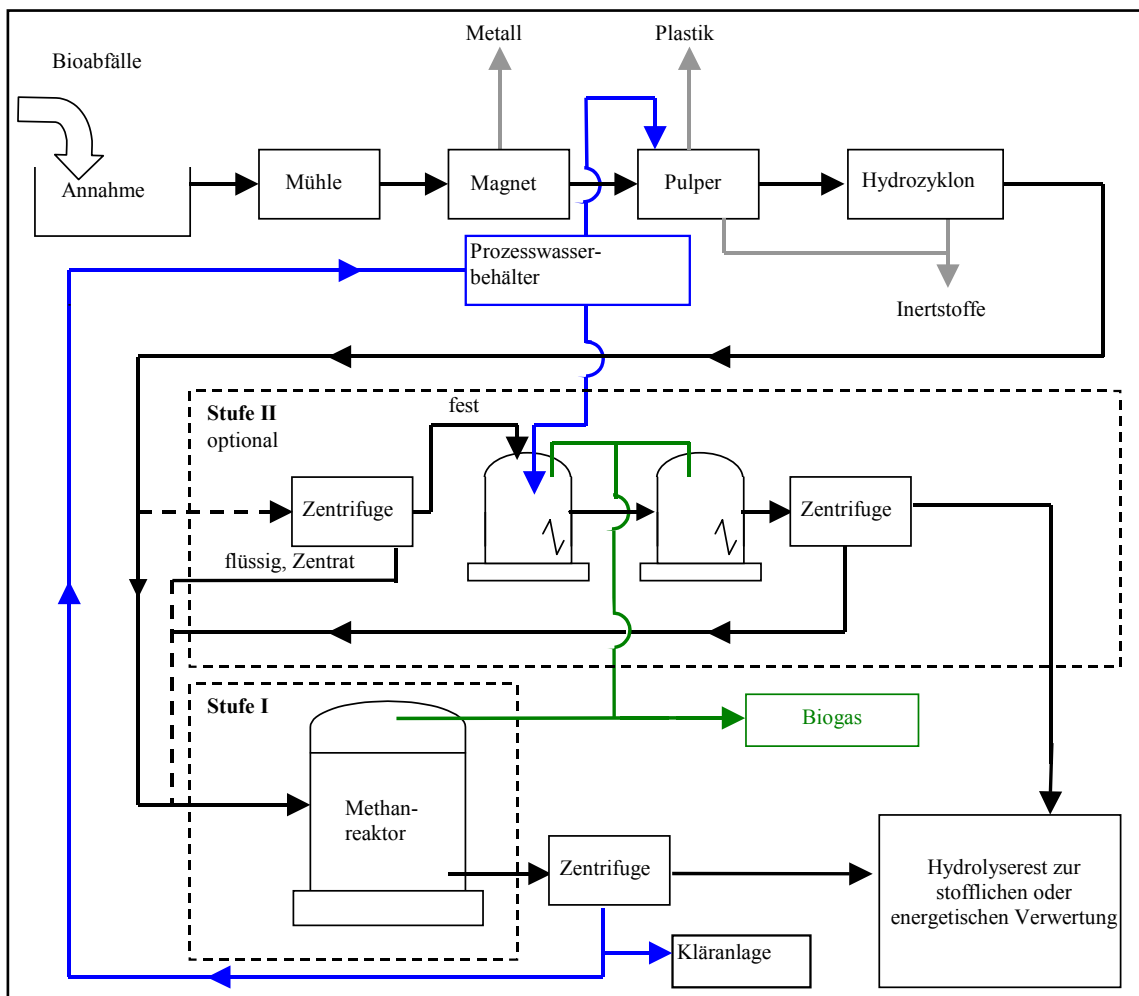 Metall
Plastik
Bioabfälle
Annahme
Mühle
Magnet
Pulper
Hydrozyklon
Prozesswasser-
behälter
Inertstoffe
Stufe II
optional
fest
Zentrifuge
Zentrifuge
flüssig, Zentrat
Stufe I
Biogas
Methan-
reaktor
Zentrifuge
Hydrolyserest zur
stofflichen oder
energetischen Verwertung
Kläranlage